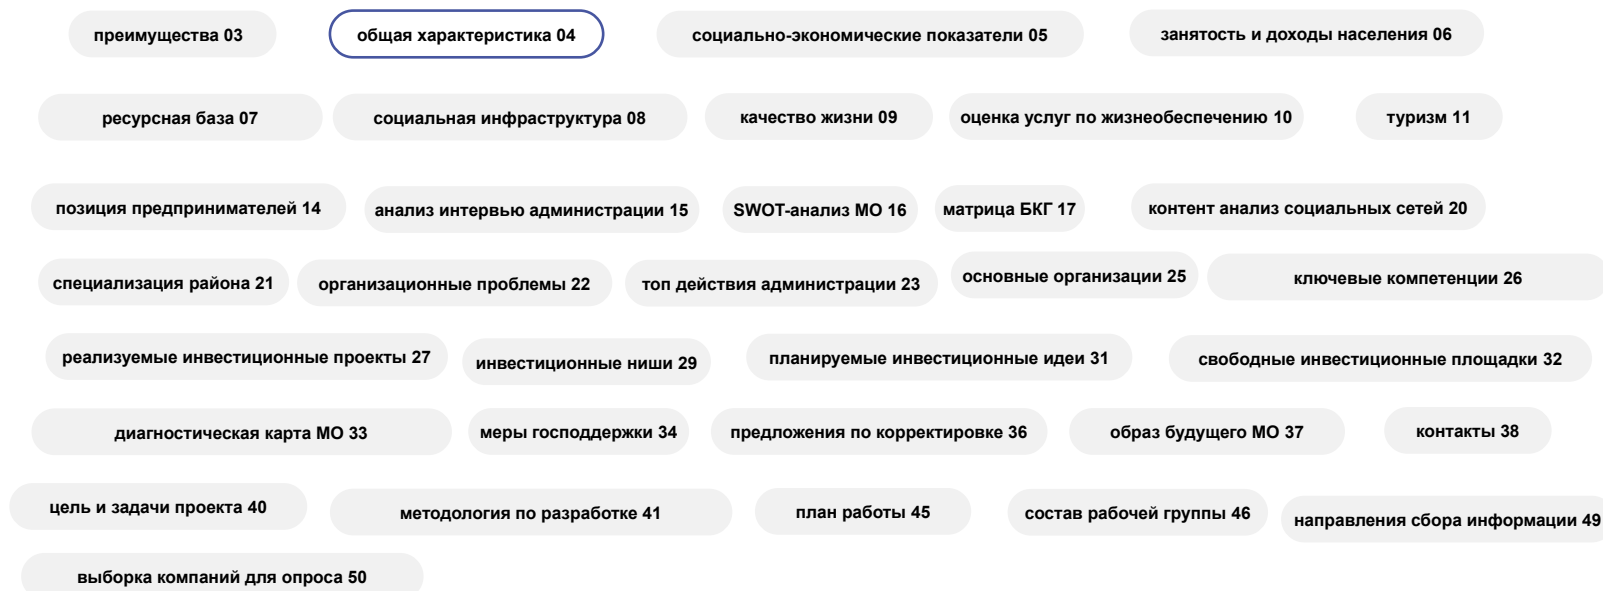 преимущества 03
общая характеристика 04
социально-экономические показатели 05
занятость и доходы населения 06
ресурсная база 07
социальная инфраструктура 08
качество жизни 09
оценка услуг по жизнеобеспечению 10
туризм 11
позиция предпринимателей 14
анализ интервью администрации 15
SWOT-анализ МО 16
матрица БКГ 17
контент анализ социальных сетей 20
специализация района 21
организационные проблемы 22
топ действия администрации 23
основные организации 25
ключевые компетенции 26
реализуемые инвестиционные проекты 27
инвестиционные ниши 29
планируемые инвестиционные идеи 31
свободные инвестиционные площадки 32
диагностическая карта МО 33
меры господдержки 34
предложения по корректировке 36
образ будущего МО 37
контакты 38
цель и задачи проекта 40
методология по разработке 41
план работы 45
состав рабочей группы 46
направления сбора информации 49
выборка компаний для опроса 50